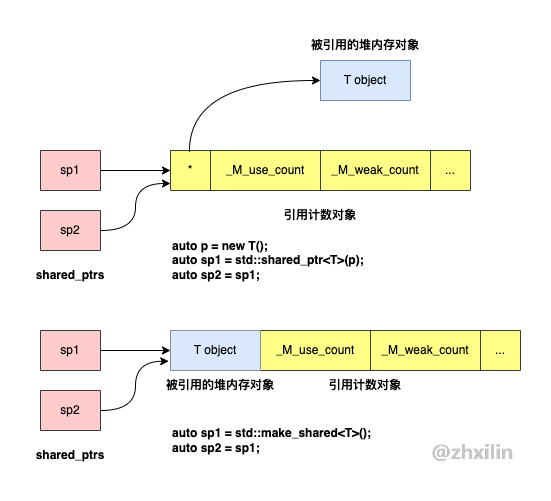 被引用的堆内存对象
T object
sp1
*
_M_use_count
_M_weak_count
...
sp2
引用计数对象
shared_ptrs
auto p = new T();
auto sp1 = std::shared_ptr<T>(p);
auto sp2 = sp1;
sp1
T object
_M_use_count
_M_weak_count
...
sp2
被引用的堆内存对象
引用计数对象
shared_ptrs
auto sp1 = std::make_shared<T>();
auto sp2 = sp1;
@zhxilin